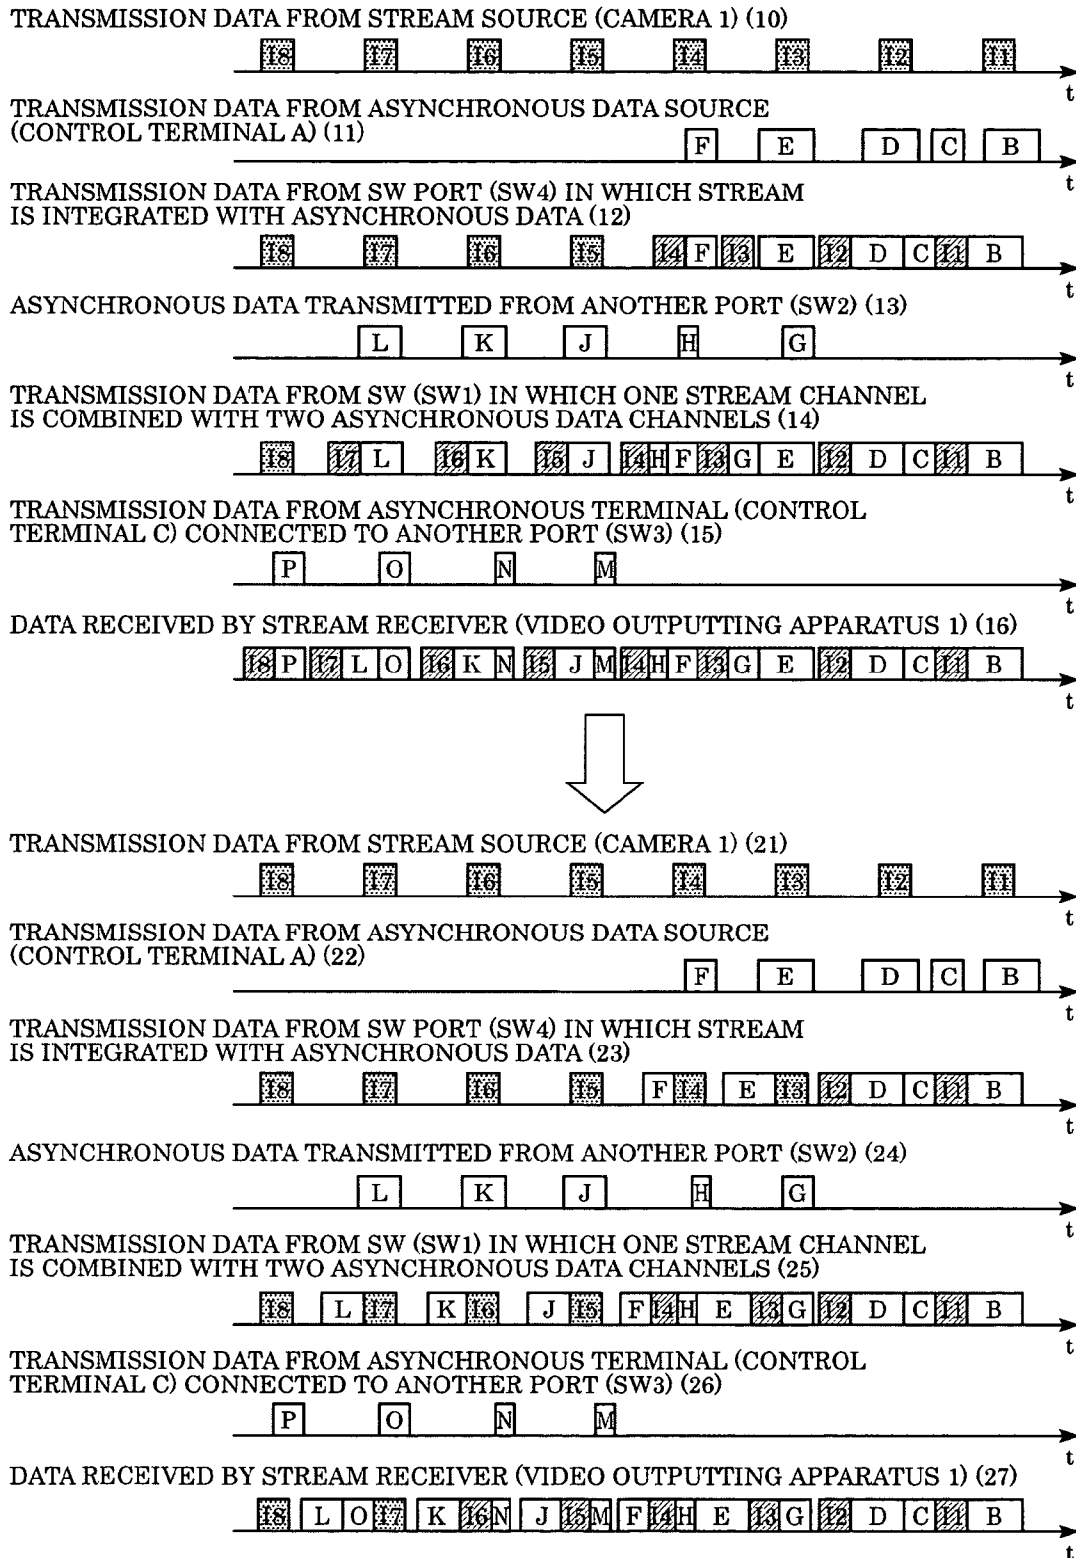 TRANSMISSION DATA FROM STREAM SOURCE (CAMERA 1) (10)
I8 I7 I6 I5 I4 I3 I2 I1
t
TRANSMISSION DATA FROM ASYNCHRONOUS DATA SOURCE
(CONTROL TERMINAL A) (11)
F E D C B
t
TRANSMISSION DATA FROM SW PORT (SW4) IN WHICH STREAM
IS INTEGRATED WITH ASYNCHRONOUS DATA (12)
I8 I7 I6 I5 I4 F I3 E I2 D C I1 B
t
ASYNCHRONOUS DATA TRANSMITTED FROM ANOTHER PORT (SW2) (13)
L K J H G
t
TRANSMISSION DATA FROM SW (SW1) IN WHICH ONE STREAM CHANNEL
IS COMBINED WITH TWO ASYNCHRONOUS DATA CHANNELS (14)
I8 I7 L I6 K I5 J I4 H F I3 G E I2 D C I1 B
t
TRANSMISSION DATA FROM ASYNCHRONOUS TERMINAL (CONTROL
TERMINAL C) CONNECTED TO ANOTHER PORT (SW3) (15)
P O N M
t
DATA RECEIVED BY STREAM RECEIVER (VIDEO OUTPUTTING APPARATUS 1) (16)
I8 P I7 L O I6 K N I5 J M I4 H F I3 G E I2 D C I1 B
t
TRANSMISSION DATA FROM STREAM SOURCE (CAMERA 1) (21)
I8 I7 I6 I5 I4 I3 I2 I1
t
TRANSMISSION DATA FROM ASYNCHRONOUS DATA SOURCE
(CONTROL TERMINAL A) (22)
F E D C B
t
TRANSMISSION DATA FROM SW PORT (SW4) IN WHICH STREAM
IS INTEGRATED WITH ASYNCHRONOUS DATA (23)
I8 I7 I6 I5 F I4 E I3 I2 D C I1 B
t
ASYNCHRONOUS DATA TRANSMITTED FROM ANOTHER PORT (SW2) (24)
L K J H G
t
TRANSMISSION DATA FROM SW (SW1) IN WHICH ONE STREAM CHANNEL
IS COMBINED WITH TWO ASYNCHRONOUS DATA CHANNELS (25)
I8 L I7 K I6 J I5 F I4 H E I3 G I2 D C I1 B
t
TRANSMISSION DATA FROM ASYNCHRONOUS TERMINAL (CONTROL
TERMINAL C) CONNECTED TO ANOTHER PORT (SW3) (26)
P O N M
t
DATA RECEIVED BY STREAM RECEIVER (VIDEO OUTPUTTING APPARATUS 1) (27)
I8 L O I7 K I6 N J I5 M F I4 H E I3 G I2 D C I1 B
t